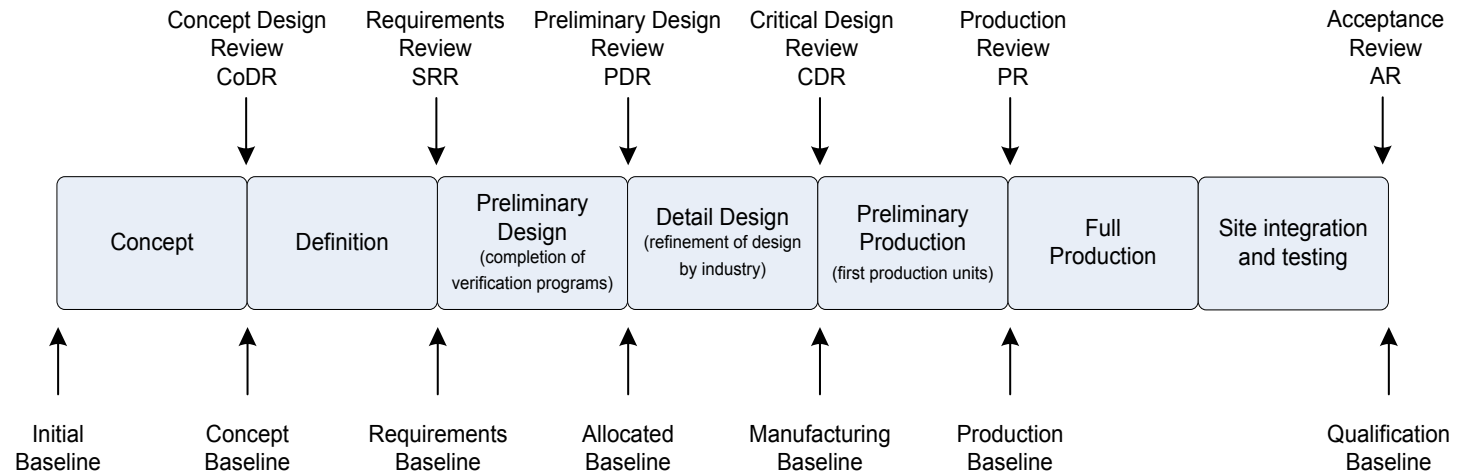 Concept Design
Review
CoDR
Requirements
Review
SRR
Preliminary Design
Review
PDR
Critical Design
Review
CDR
Production
Review
PR
Acceptance
Review
AR
Concept
Definition
Preliminary
Design
(completion of
verification programs)
Detail Design
(refinement of design
by industry)
Preliminary
Production
(first production units)
Full
Production
Site integration
and testing
Initial
Baseline
Concept
Baseline
Requirements
Baseline
Allocated
Baseline
Manufacturing
Baseline
Production
Baseline
Qualification
Baseline